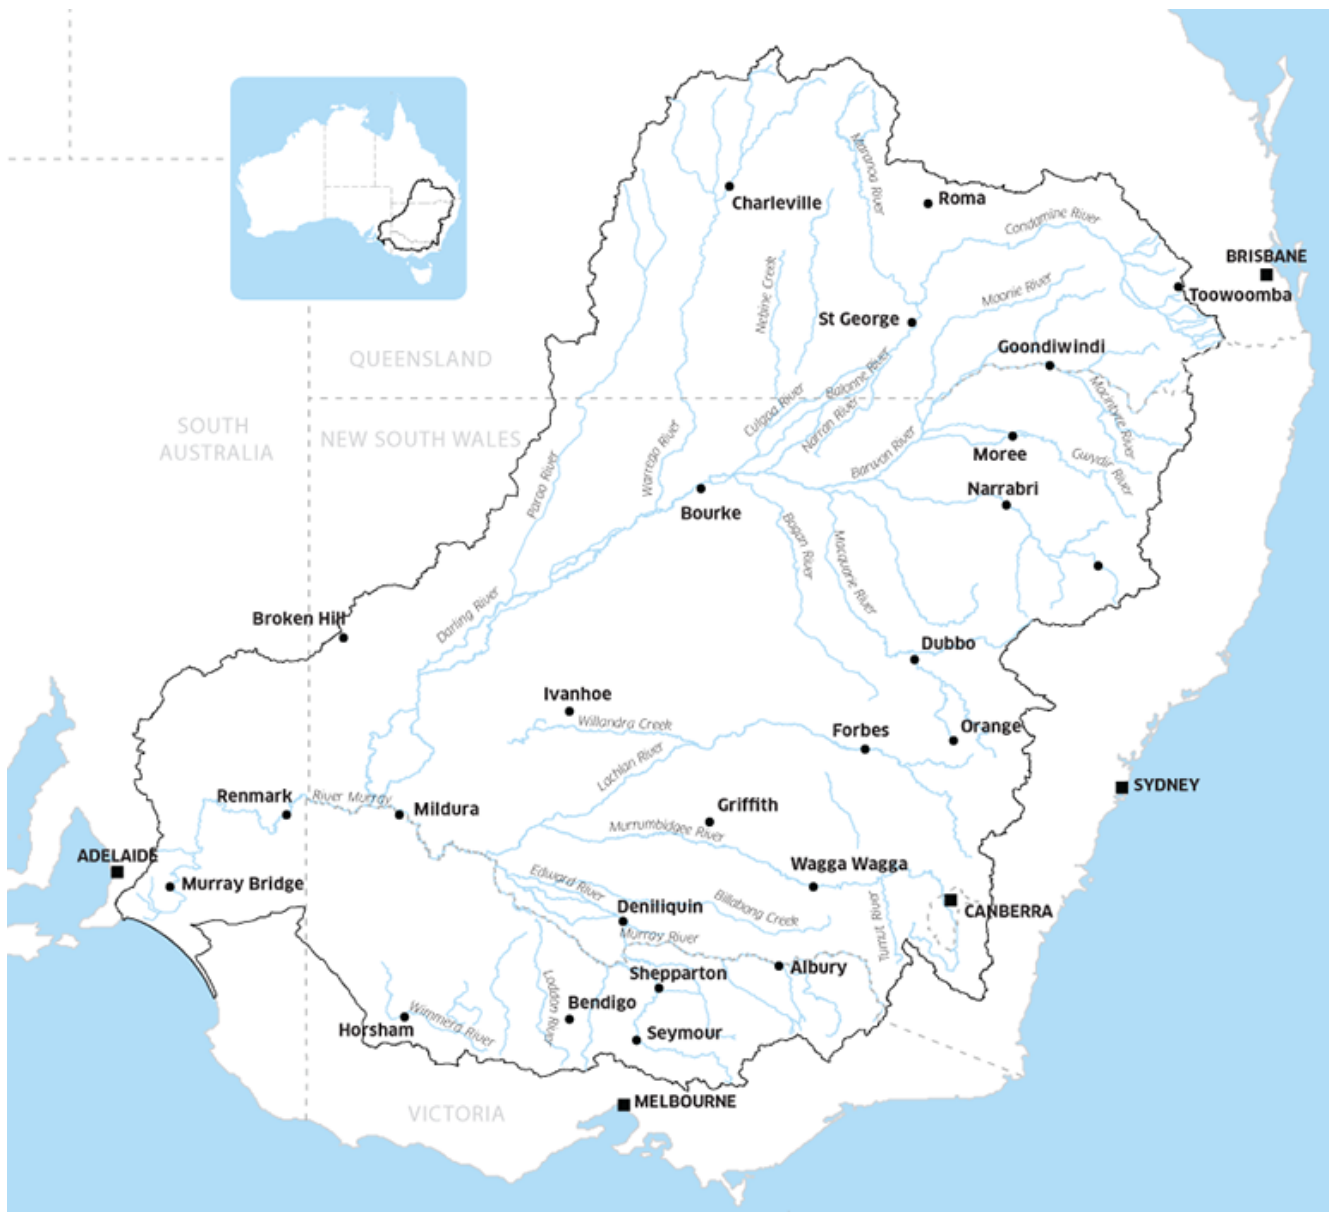 Maranoa River
Charleville
Roma
Condamine River
BRISBANE
Nebine Creek
Moonie River
Toowoomba
St George
QUEENSLAND
Goondiwindi
Balonne River
Culgoa River
Narran River
Macintyre River
SOUTH
AUSTRALIA
NEW SOUTH WALES
Warrego River
Barwon River
Moree
Gwydir River
Paroo River
Narrabri
Bourke
Bogan River
Macquarie River
Broken Hill
Darling River
Dubbo
Ivanhoe
Willandra Creek
Forbes
Orange
Lachlan River
SYDNEY
Renmark
River Murray
Mildura
Griffith
Murrumbidgee River
ADELAIDE
Wagga Wagga
Murray Bridge
Edward River
Billabong Creek
Deniliquin
CANBERRA
Tumut River
Murray River
Albury
Shepparton
Loddon River
Bendigo
Wimmera River
Horsham
Seymour
MELBOURNE
VICTORIA